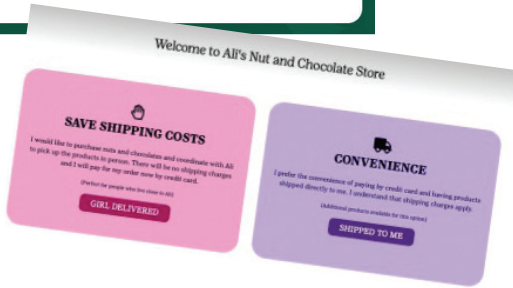 Welcome to Ali's Nut and Chocolate Store
SAVE SHIPPING COSTS
I would like to purchase nuts and chocolates and coordinate with Ali
to pick up the products in person. There will be no shipping charges
and I will pay for my order now by credit card.
(Perfect for people who live close to Ali!)
GIRL DELIVERED
CONVENIENCE
I prefer the convenience of paying by credit card and having products
shipped directly to me. I understand that shipping charges apply.
(Additional products available for this option)
SHIPPED TO ME